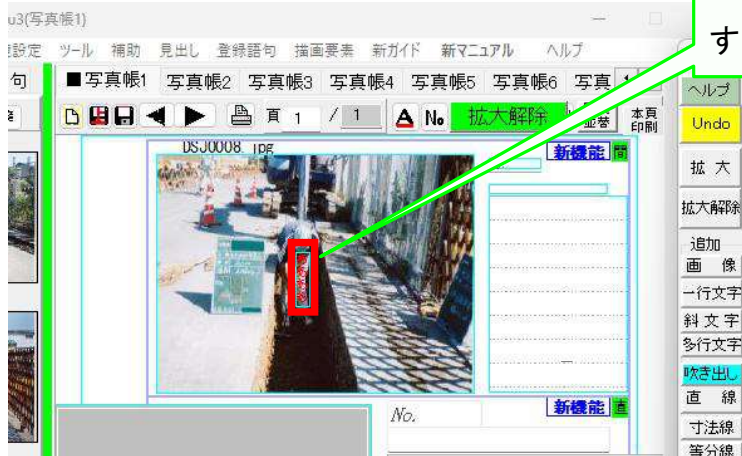 u3(写真帳1)
設定 ツール 補助 見出し 登録語句 描画要素 新ガイド 新マニュアル ヘルプ
す
句 ■写真帳1 写真帳2 写真帳3 写真帳4 写真帳5 写真帳6 写真
ヘルプ
頁 1 / 1 A No 拡大解除 並替 本頁印刷
Undo
DSJ0008 jpg 新機能 間
拡 大
拡大解除
追加
画 像
一行文字
斜文字
多行文字
吹き出し
直 線
No. 新機能 直
寸法線
等分線